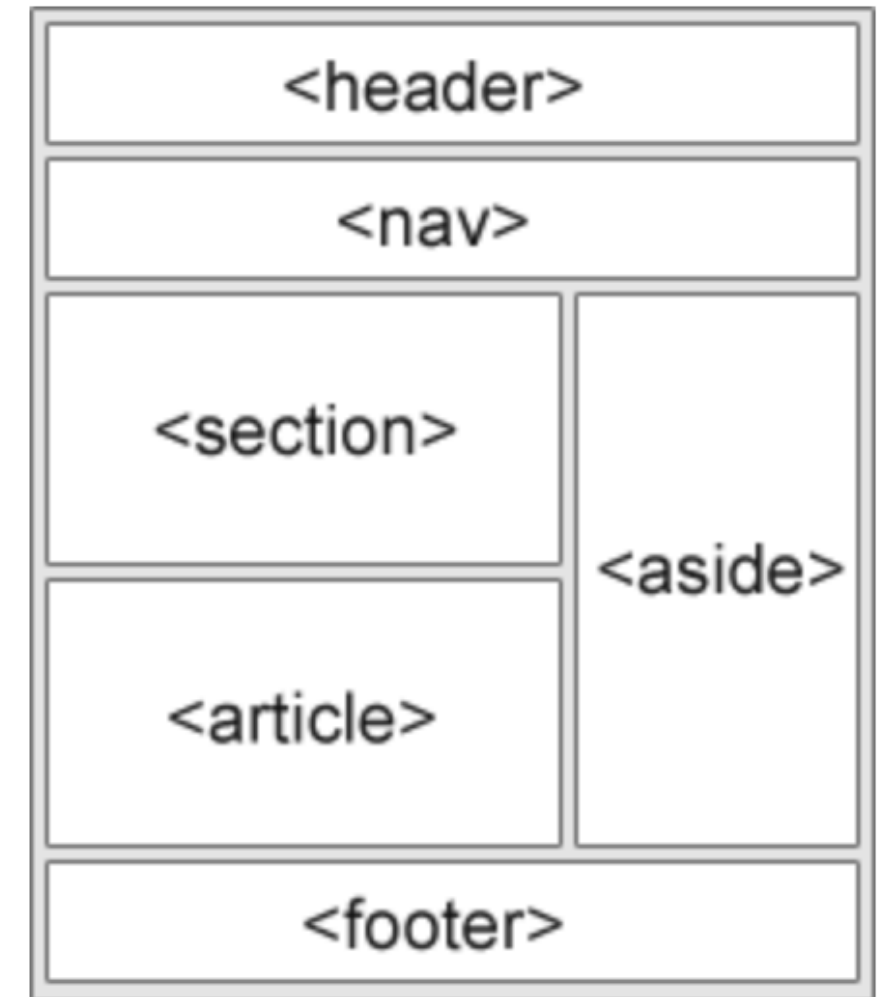 <header>
<nav>
<section>
<aside>
<article>
<footer>